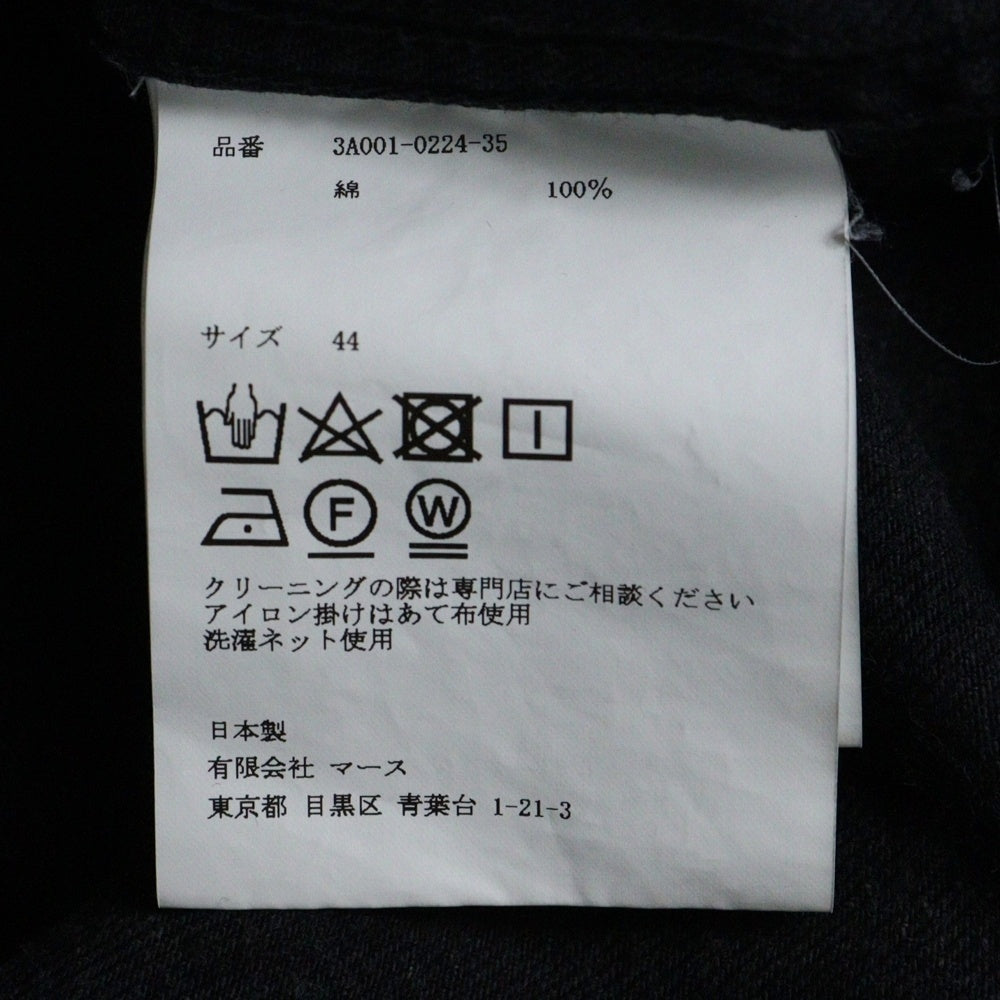 品番 3A001-0224-35
綿 100%
サイズ 44
F W
クリーニングの際は専門店にご相談ください
アイロン掛けはあて布使用
洗濯ネット使用
日本製
有限会社 マース
東京都 目黒区 青葉台 1-21-3